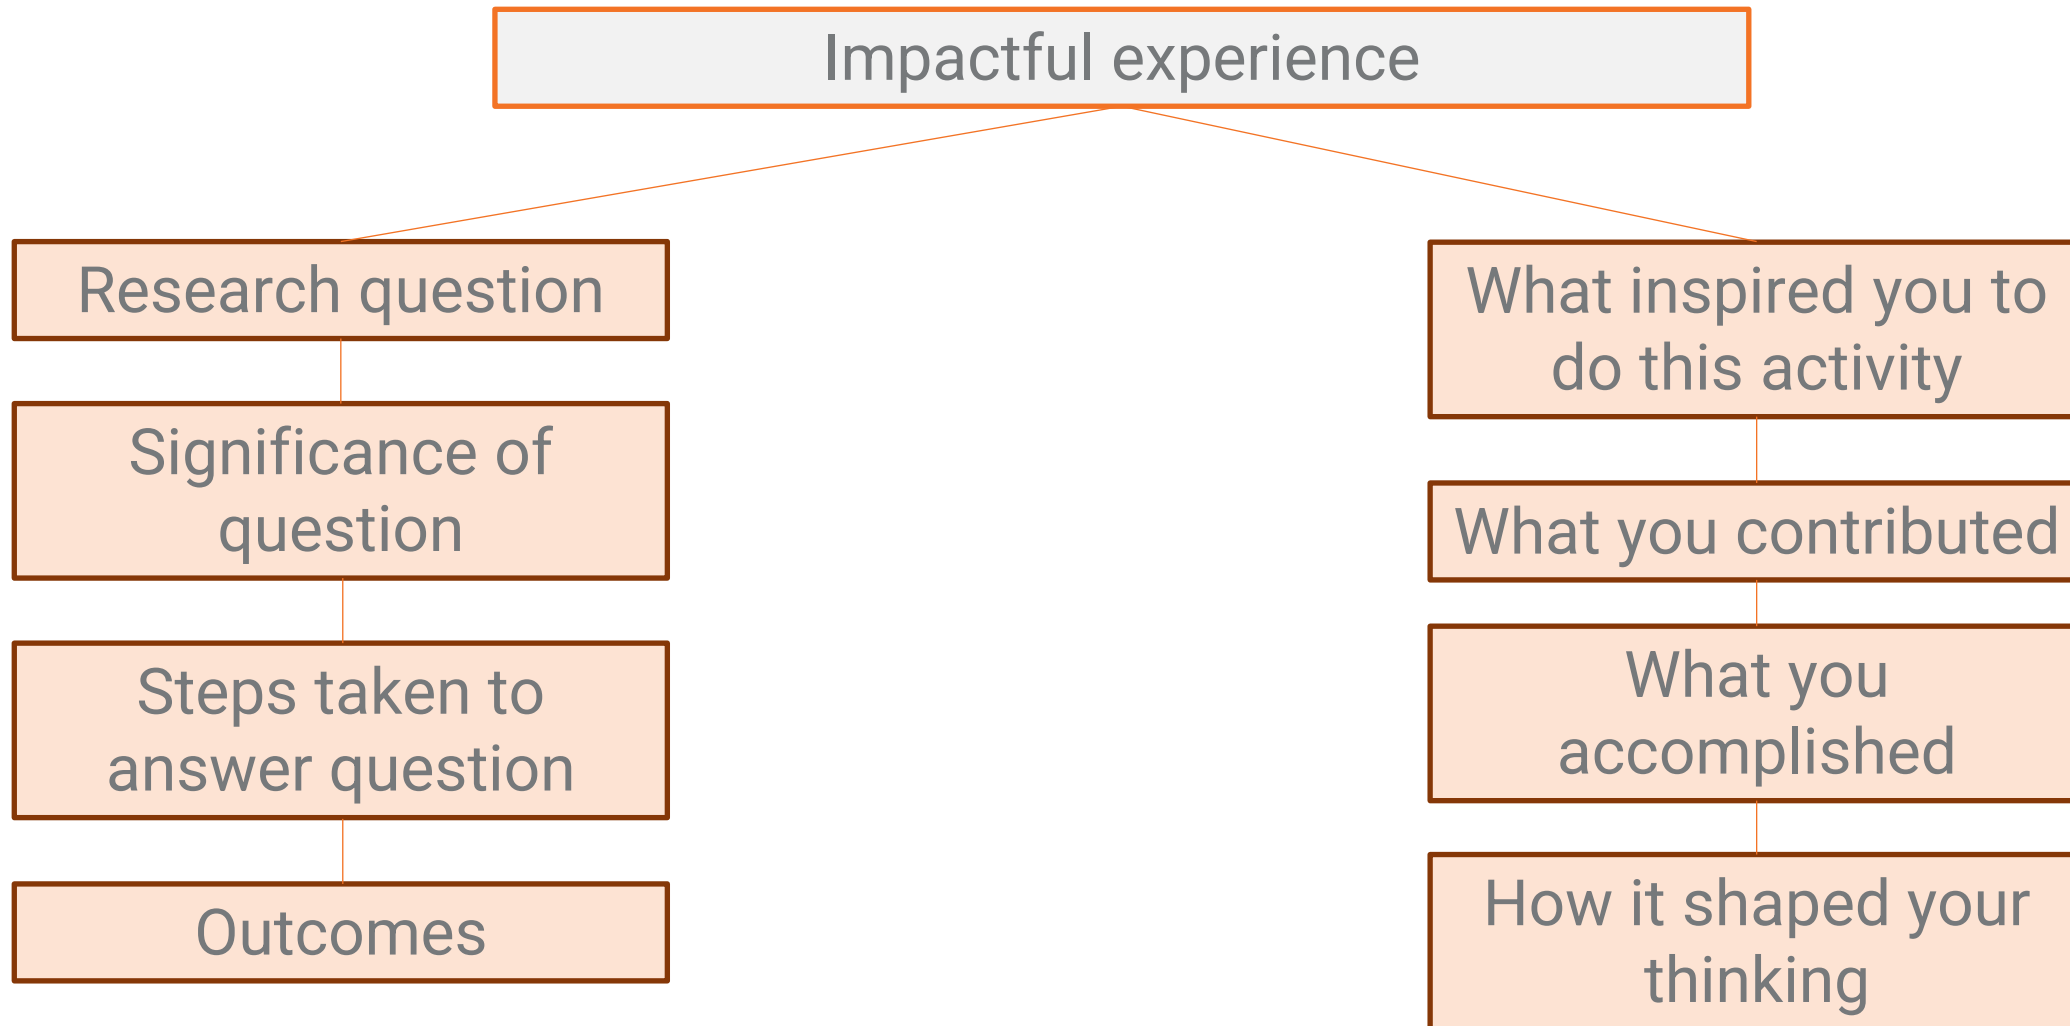 Impactful experience
Research question
Significance of
question
Steps taken to
answer question
Outcomes
What inspired you to
do this activity
What you contributed
What you
accomplished
How it shaped your
thinking